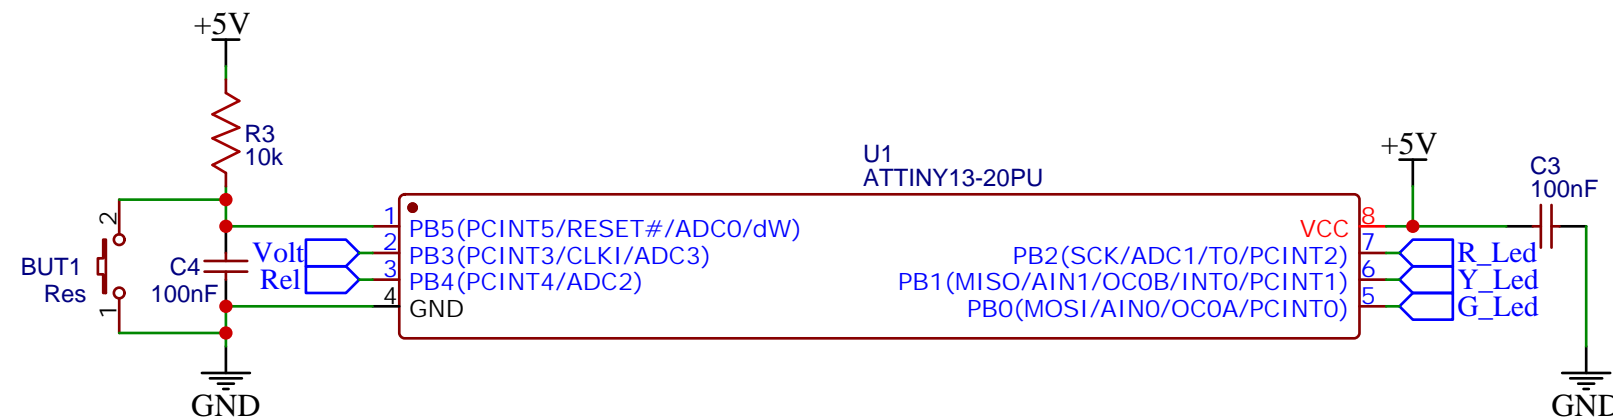 +5V
R3
10k
2
BUT1
Res
1
C4
100nF
Volt
Rel
GND
U1
ATTINY13-20PU
1
PB5(PCINT5/RESET#/ADC0/dW)
2
PB3(PCINT3/CLKI/ADC3)
3
PB4(PCINT4/ADC2)
4
GND
VCC
8
PB2(SCK/ADC1/T0/PCINT2)
7
PB1(MISO/AIN1/OC0B/INT0/PCINT1)
6
PB0(MOSI/AIN0/OC0A/PCINT0)
5
+5V
C3
100nF
R_Led
Y_Led
G_Led
GND